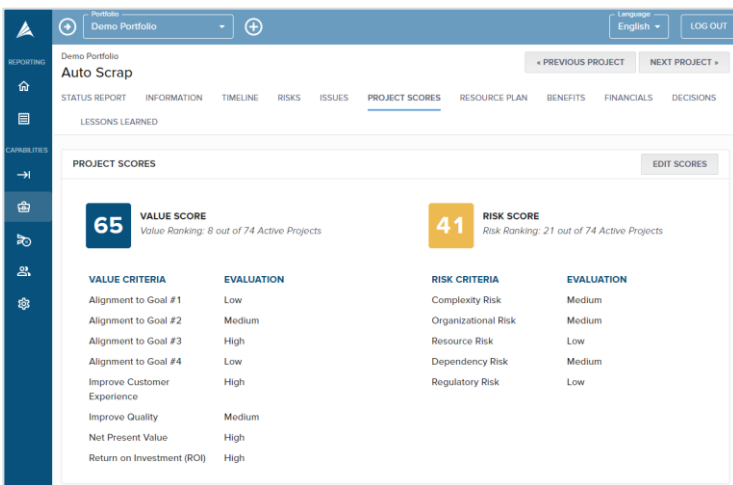 Portfolio
Demo Portfolio
Language
English
LOG OUT
REPORTING
CAPABILITIES
Demo Portfolio
Auto Scrap
« PREVIOUS PROJECT
NEXT PROJECT »
STATUS REPORT INFORMATION TIMELINE RISKS ISSUES PROJECT SCORES RESOURCE PLAN BENEFITS FINANCIALS DECISIONS
LESSONS LEARNED
PROJECT SCORES
EDIT SCORES
65
VALUE SCORE
Value Ranking: 8 out of 74 Active Projects
41
RISK SCORE
Risk Ranking: 21 out of 74 Active Projects
VALUE CRITERIA EVALUATION
Alignment to Goal #1 Low
Alignment to Goal #2 Medium
Alignment to Goal #3 High
Alignment to Goal #4 Low
Improve Customer High
Experience
Improve Quality Medium
Net Present Value High
Return on Investment (ROI) High
RISK CRITERIA EVALUATION
Complexity Risk Medium
Organizational Risk Medium
Resource Risk Low
Dependency Risk Medium
Regulatory Risk Low